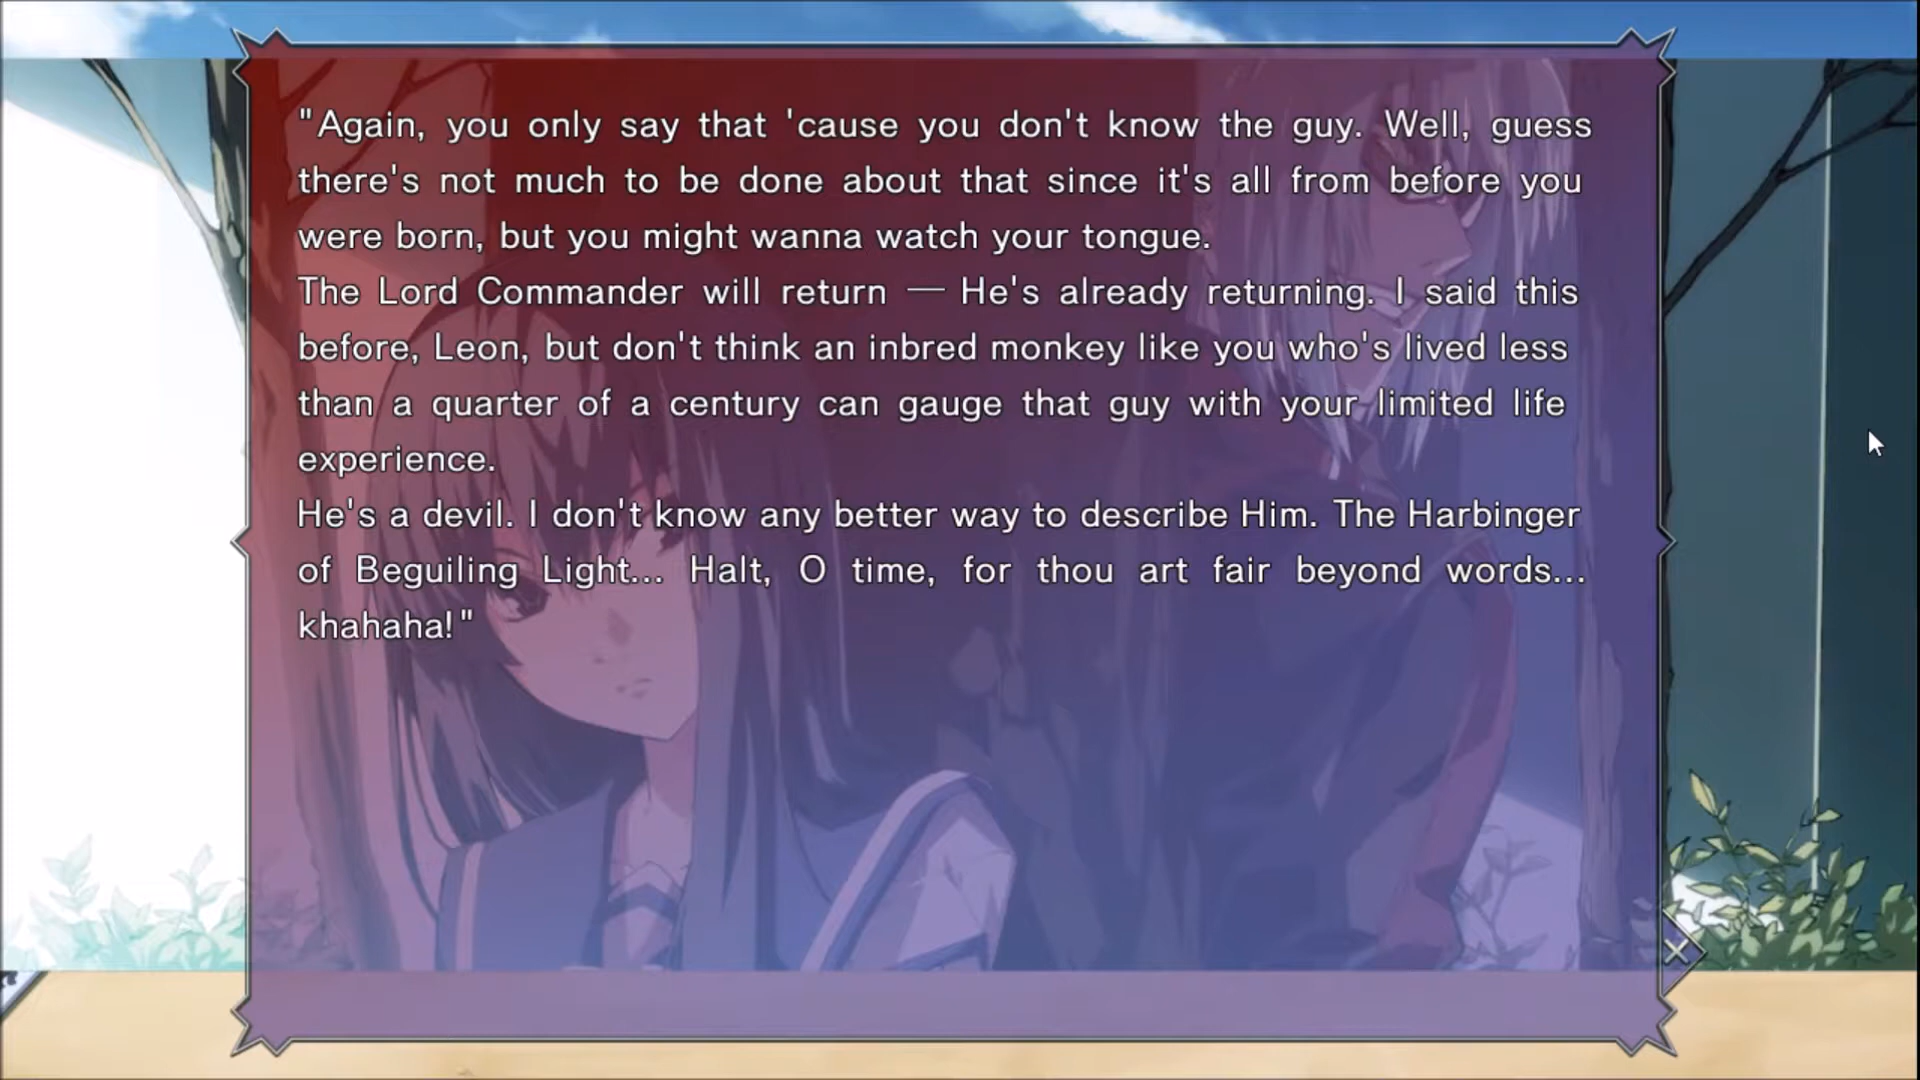 "Again, you only say that 'cause you don't know the guy. Well, guess
there's not much to be done about that since it's all from before you
were born, but you might wanna watch your tongue.
The Lord Commander will return — He's already returning. I said this
before, Leon, but don't think an inbred monkey like you who's lived less
than a quarter of a century can gauge that guy with your limited life
experience.
He's a devil. I don't know any better way to describe Him. The Harbinger
of Beguiling Light... Halt, O time, for thou art fair beyond words...
khahaha!"